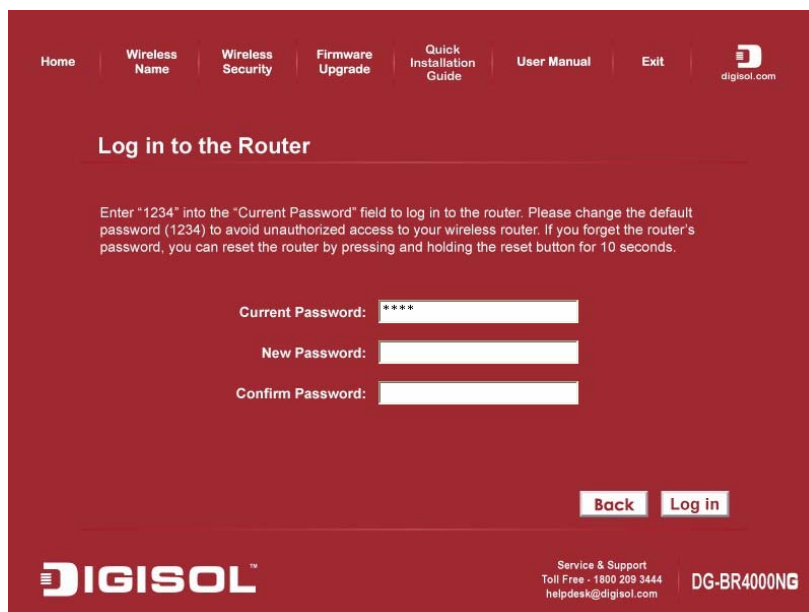 Home
Wireless
Name
Wireless
Security
Firmware
Upgrade
Quick
Installation
Guide
User Manual
Exit
digisol.com
Log in to the Router
Enter “1234” into the “Current Password” field to log in to the router. Please change the default
password (1234) to avoid unauthorized access to your wireless router. If you forget the router’s
password, you can reset the router by pressing and holding the reset button for 10 seconds.
Current Password: ****
New Password:
Confirm Password:
Back
Log in
DIGISOL™
Service & Support
Toll Free - 1800 209 3444
helpdesk@digisol.com
DG-BR4000NG